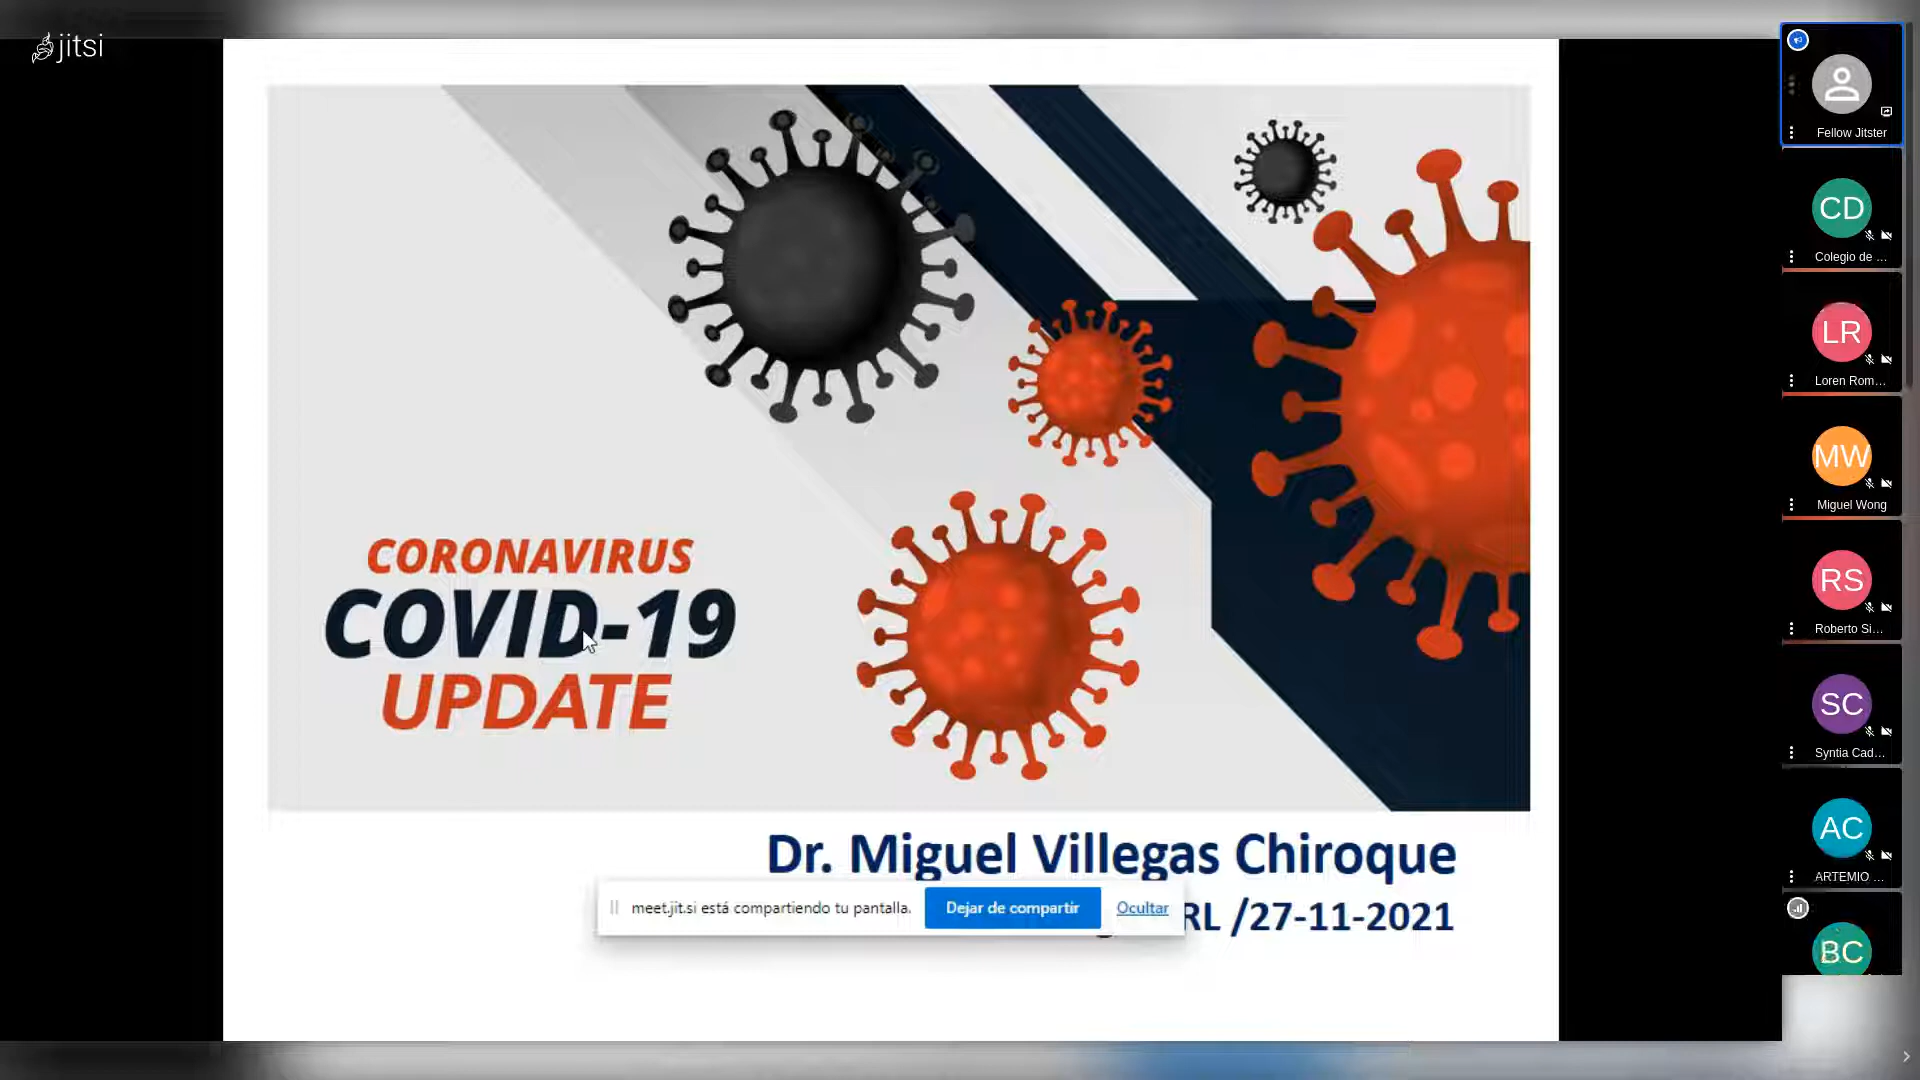 jitsi
CORONAVIRUS
COVID-19
UPDATE
Dr. Miguel Villegas Chiroque
RL /27-11-2021
meet.jit.si está compartiendo tu pantalla.
Dejar de compartir
Ocultar
Fellow Jitster
CD
Colegio de ...
LR
Loren Rom...
MW
Miguel Wong
RS
Roberto Si...
SC
Syntia Cad...
AC
ARTEMIO ...
BC